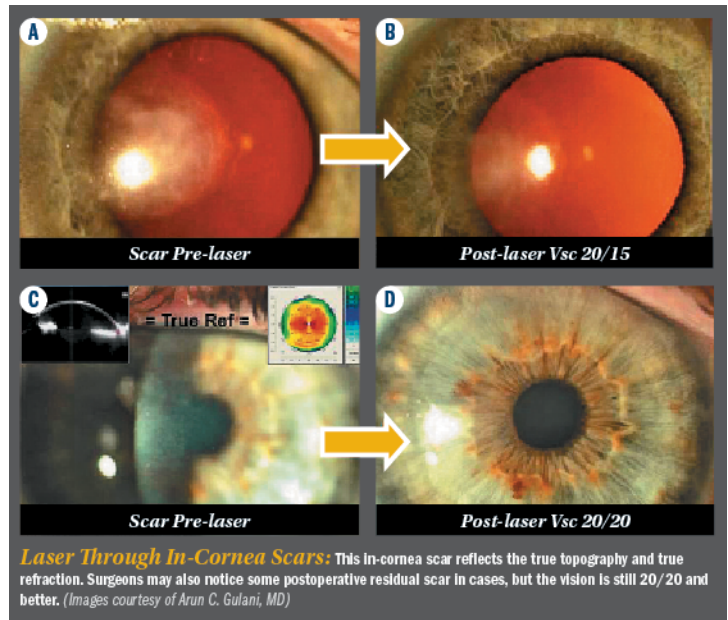 A
B
Scar Pre-laser
Post-laser Vsc 20/15
C
= True Ref =
D
Scar Pre-laser
Post-laser Vsc 20/20
Laser Through In-Cornea Scars: This in-cornea scar reflects the true topography and true
refraction. Surgeons may also notice some postoperative residual scar in cases, but the vision is still 20/20 and
better. (Images courtesy of Arun C. Gulani, MD)